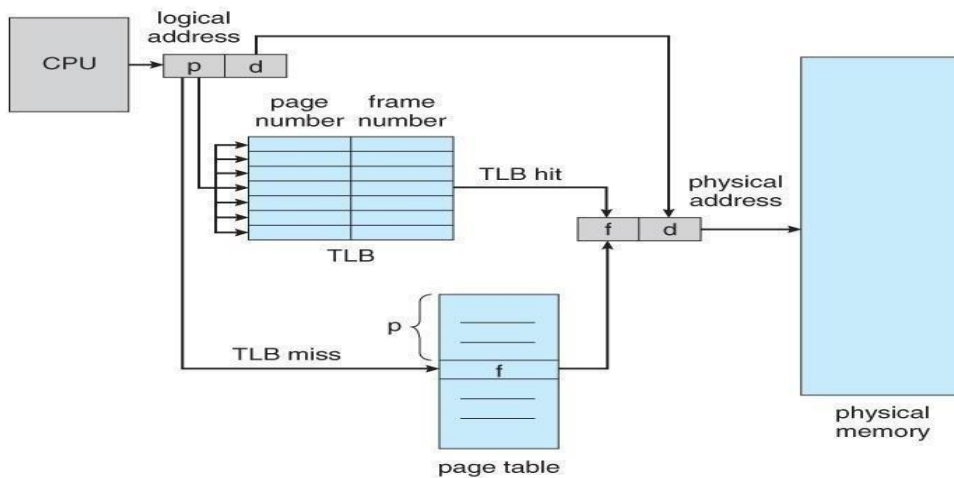 logical
address
CPU
p
d
page
number
frame
number
TLB hit
TLB
physical
address
f
d
p
TLB miss
f
page table
physical
memory